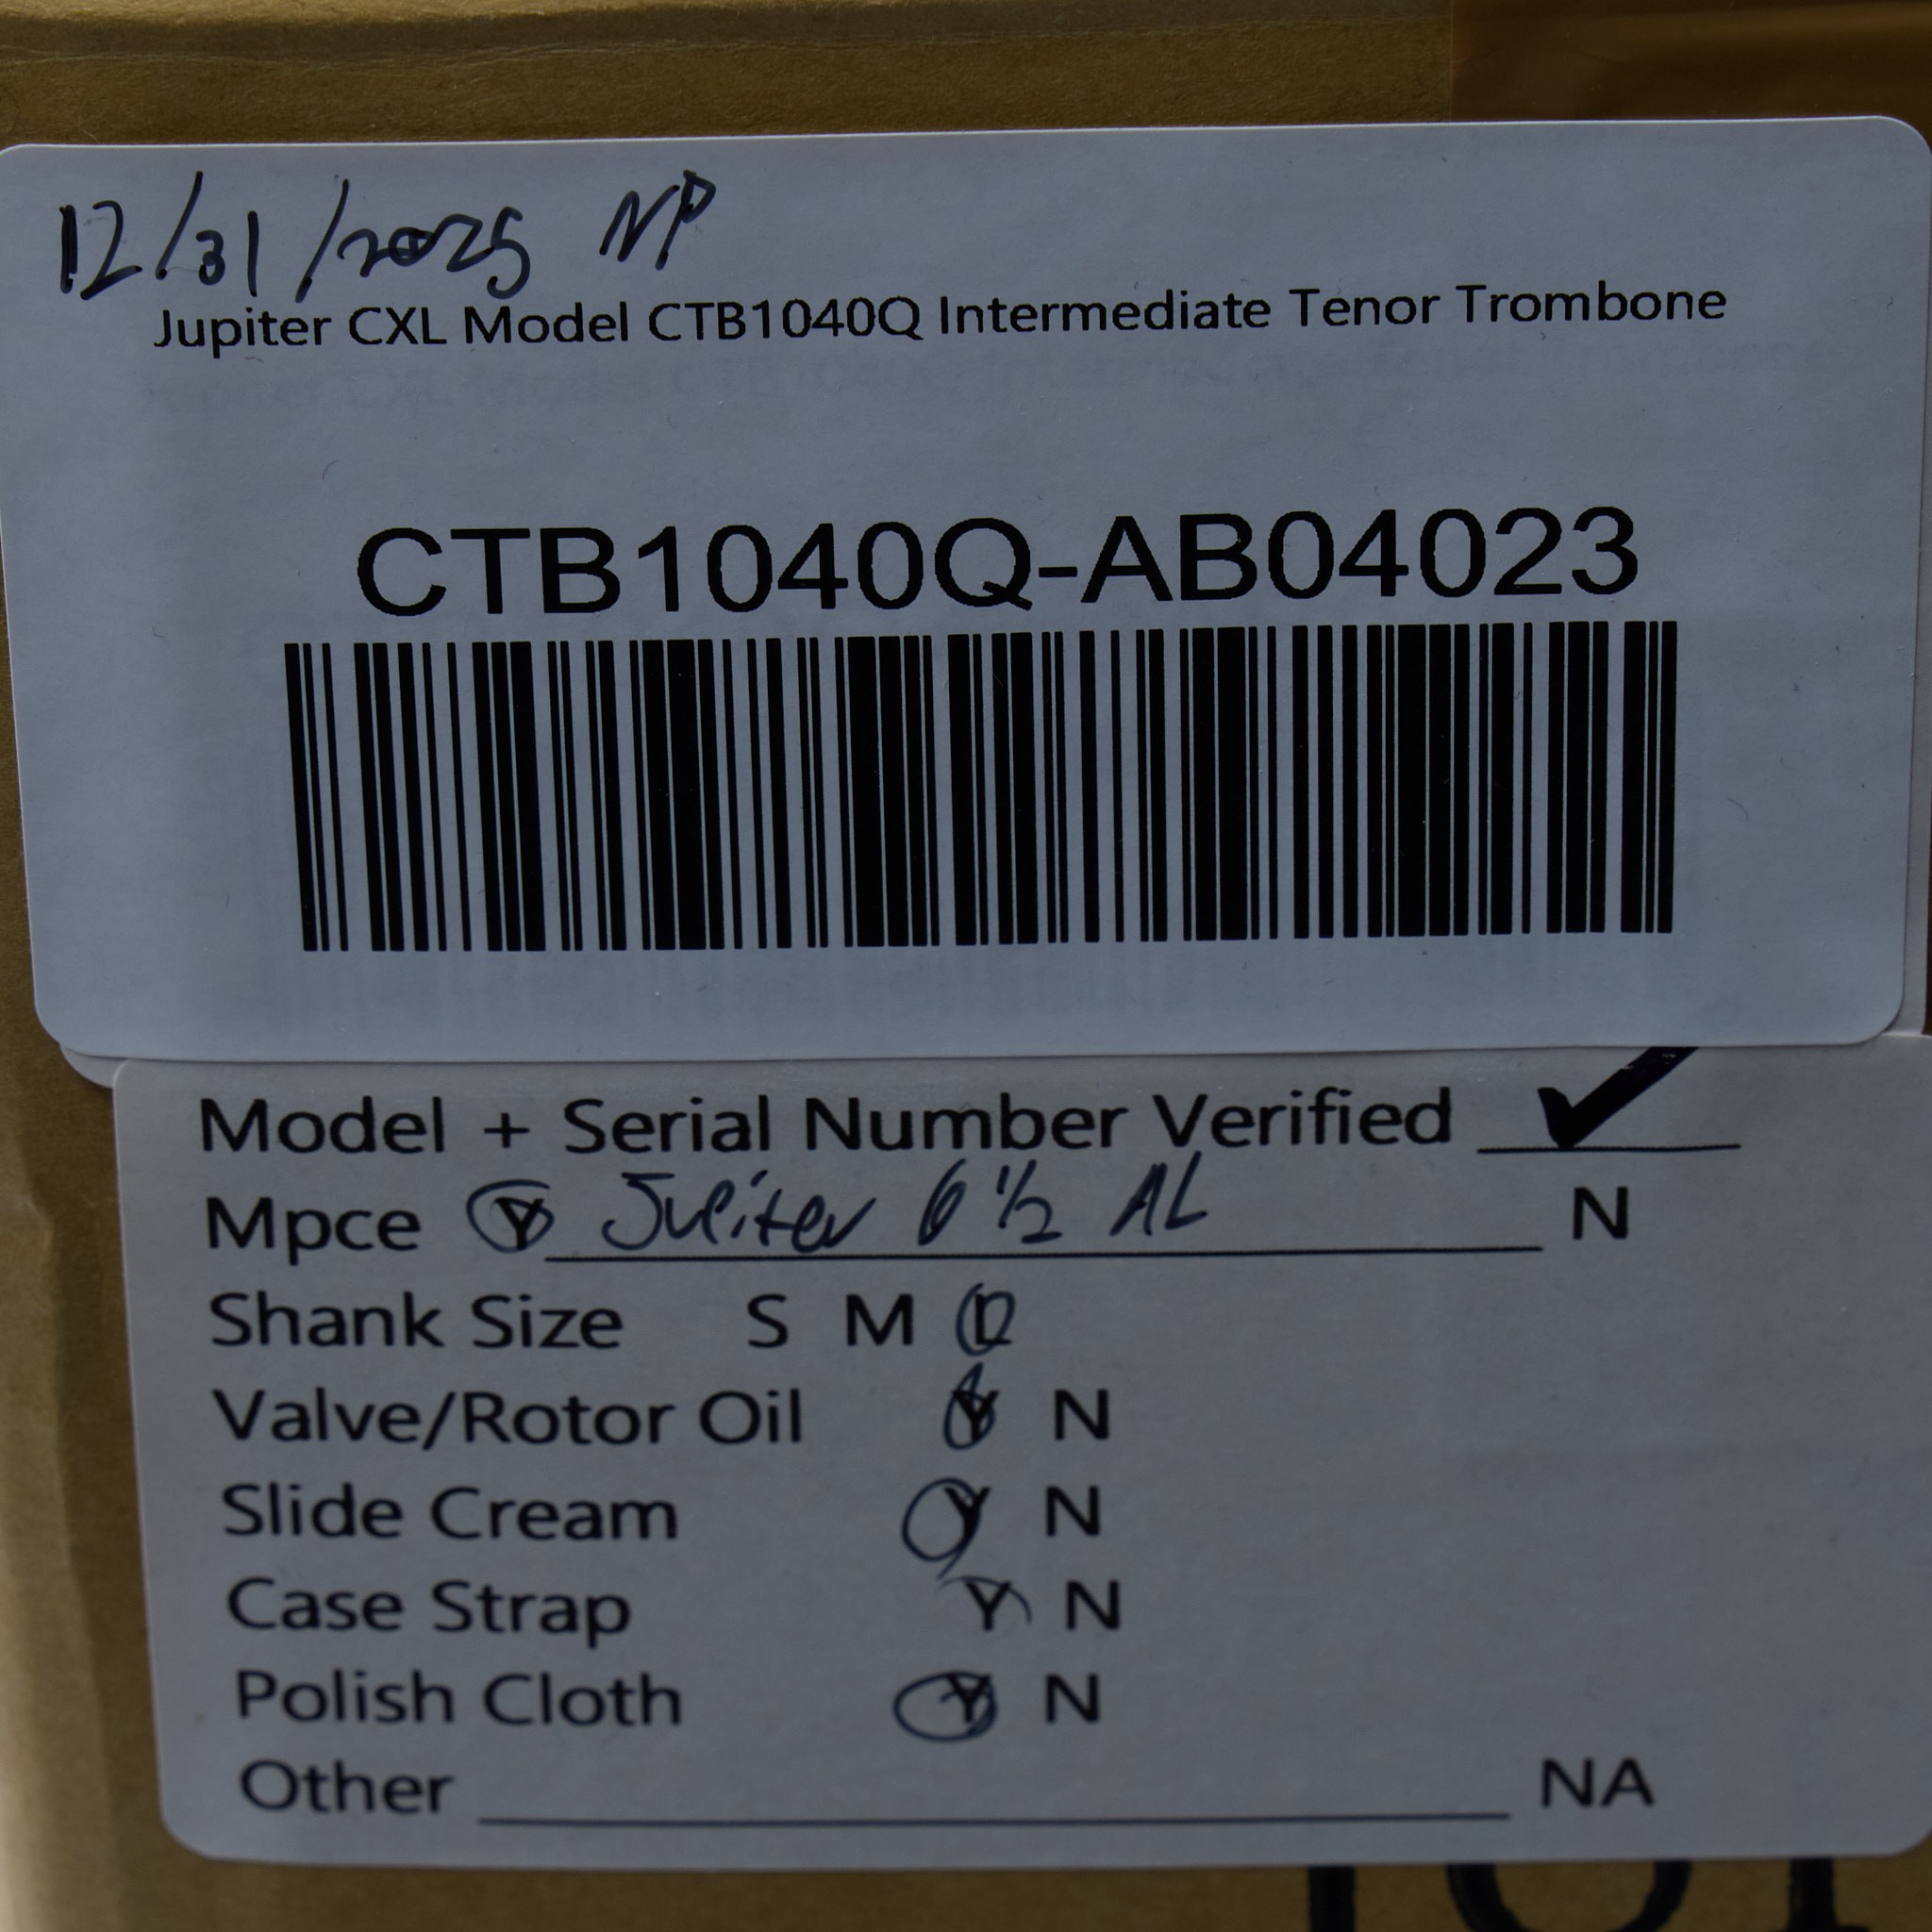 12/31/2025 NP
Jupiter CXL Model CTB1040Q Intermediate Tenor Trombone
CTB1040Q-AB04023
Model + Serial Number Verified ✓
Mpce Y Jupiter 6 1/2 AL N
Shank Size S M L
Valve/Rotor Oil Y N
Slide Cream Y N
Case Strap Y N
Polish Cloth Y N
Other NA